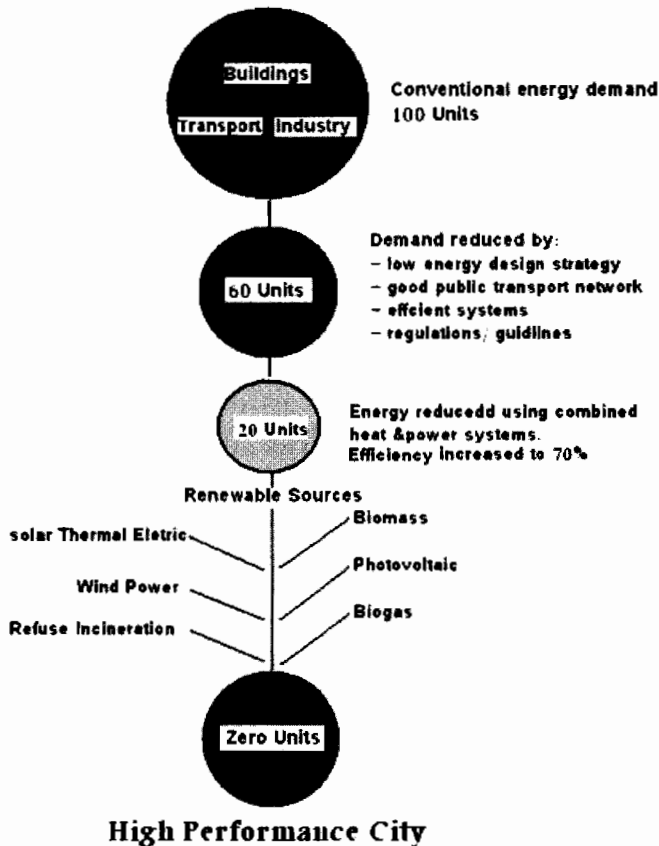 Buildings
Transport Industry
Conventional energy demand
100 Units
60 Units
Demand reduced by:
- low energy design strategy
- good public transport network
- effcient systems
- regulations/ guidlines
20 Units
Energy reducedd using combined
heat &power systems.
Efficiency increased to 70%
Renewable Sources
solar Thermal Eletric
Biomass
Wind Power
Photovoltaic
Refuse Incineration
Biogas
Zero Units
High Performance City